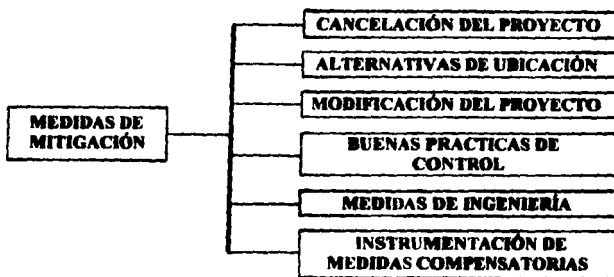 CANCELACIÓN DEL PROYECTO
ALTERNATIVAS DE UBICACIÓN
MODIFICACIÓN DEL PROYECTO
MEDIDAS DE
MITIGACIÓN
BUENAS PRACTICAS DE
CONTROL
MEDIDAS DE INGENIERÍA
INSTRUMENTACIÓN DE
MEDIDAS COMPENSATORIAS